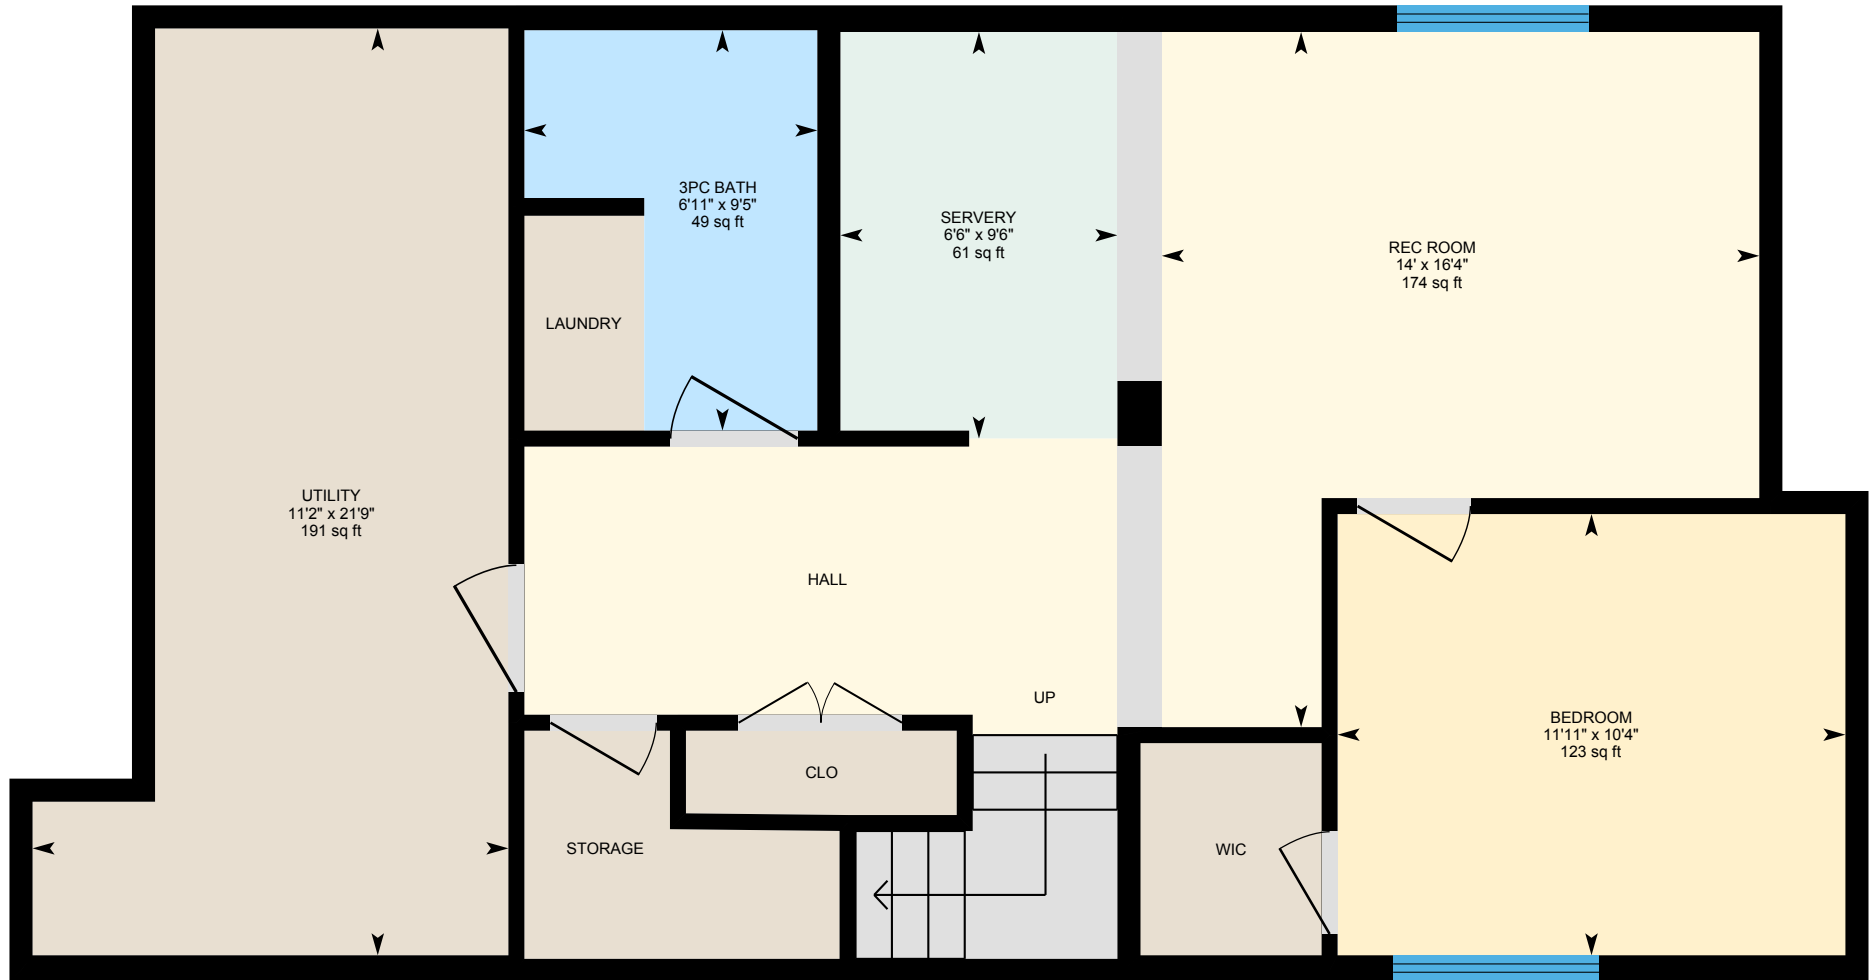 3PC BATH
6'11" x 9'5"
49 sq ft
SERVERY
6'6" x 9'6"
61 sq ft
REC ROOM
14' x 16'4"
174 sq ft
LAUNDRY
UTILITY
11'2" x 21'9"
191 sq ft
HALL
UP
BEDROOM
11'11" x 10'4"
123 sq ft
CLO
STORAGE
WIC